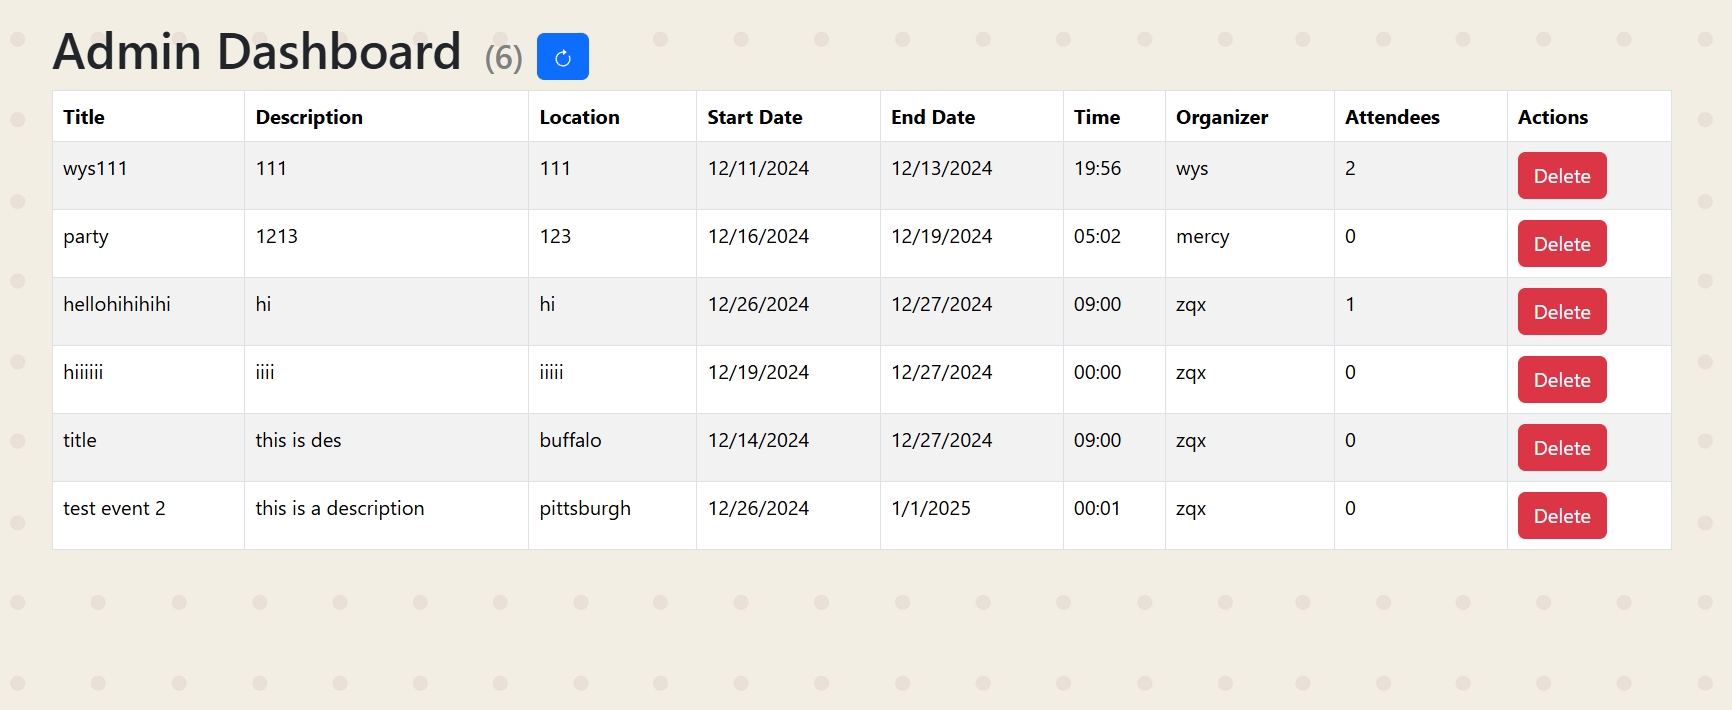 Admin Dashboard (6)
Title Description Location Start Date End Date Time Organizer Attendees Actions
wys111 111 111 12/11/2024 12/13/2024 19:56 wys 2 Delete
party 1213 123 12/16/2024 12/19/2024 05:02 mercy 0 Delete
hellohihihihi hi hi 12/26/2024 12/27/2024 09:00 zqx 1 Delete
hiiiiii iiii iiiii 12/19/2024 12/27/2024 00:00 zqx 0 Delete
title this is des buffalo 12/14/2024 12/27/2024 09:00 zqx 0 Delete
test event 2 this is a description pittsburgh 12/26/2024 1/1/2025 00:01 zqx 0 Delete